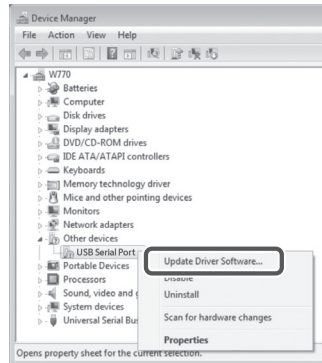 Device Manager
File Action View Help
W770
Batteries
Computer
Disk drives
Display adapters
DVD/CD-ROM drives
IDE ATA/ATAPI controllers
Keyboards
Memory technology driver
Mice and other pointing devices
Monitors
Network adapters
Other devices
USB Serial Port
Update Driver Software...
Portable Devices
Disable
Processors
Uninstall
Sound, video and g
System devices
Scan for hardware changes
Universal Serial Bus
Properties
Opens property sheet for the current selection.